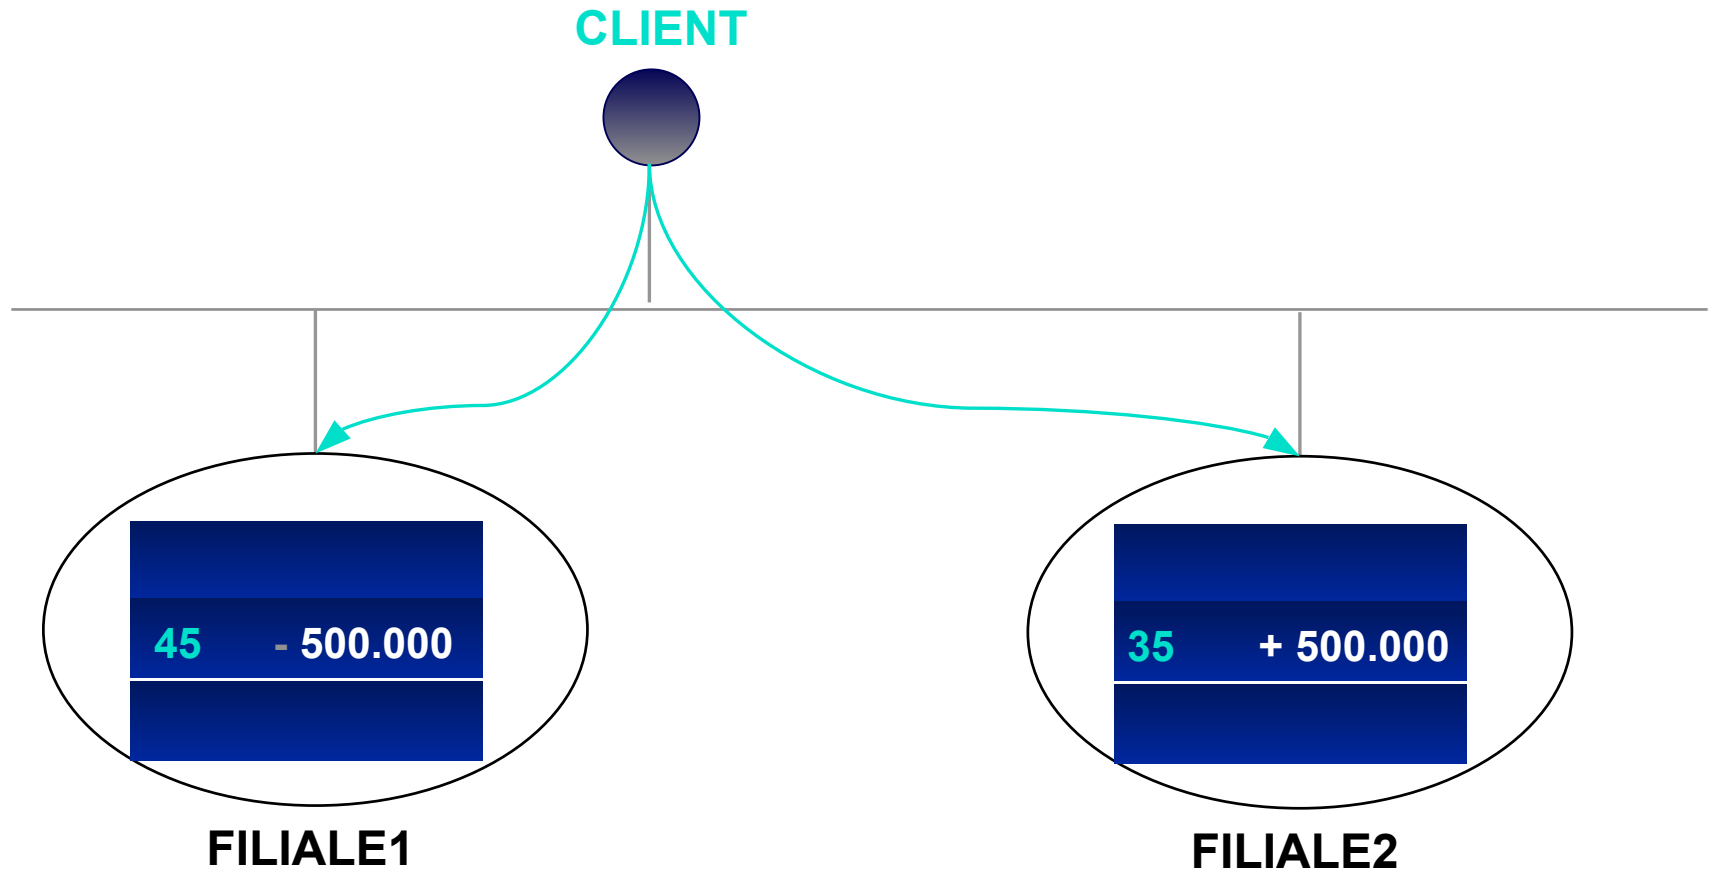 CLIENT
45 - 500.000
35 + 500.000
FILIALE1
FILIALE2